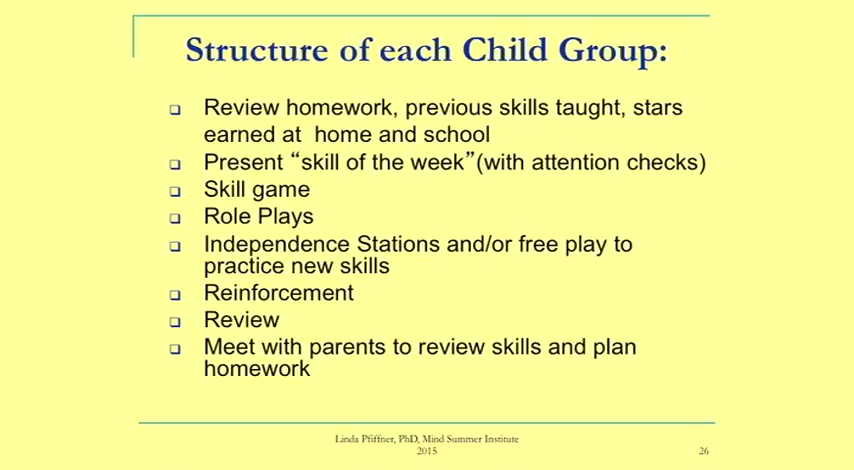 Structure of each Child Group:
❑ Review homework, previous skills taught, stars
earned at home and school
❑ Present “skill of the week”(with attention checks)
❑ Skill game
❑ Role Plays
❑ Independence Stations and/or free play to
practice new skills
❑ Reinforcement
❑ Review
❑ Meet with parents to review skills and plan
homework
Linda Pfiffner, PhD, Mind Summer Institute
2015
26